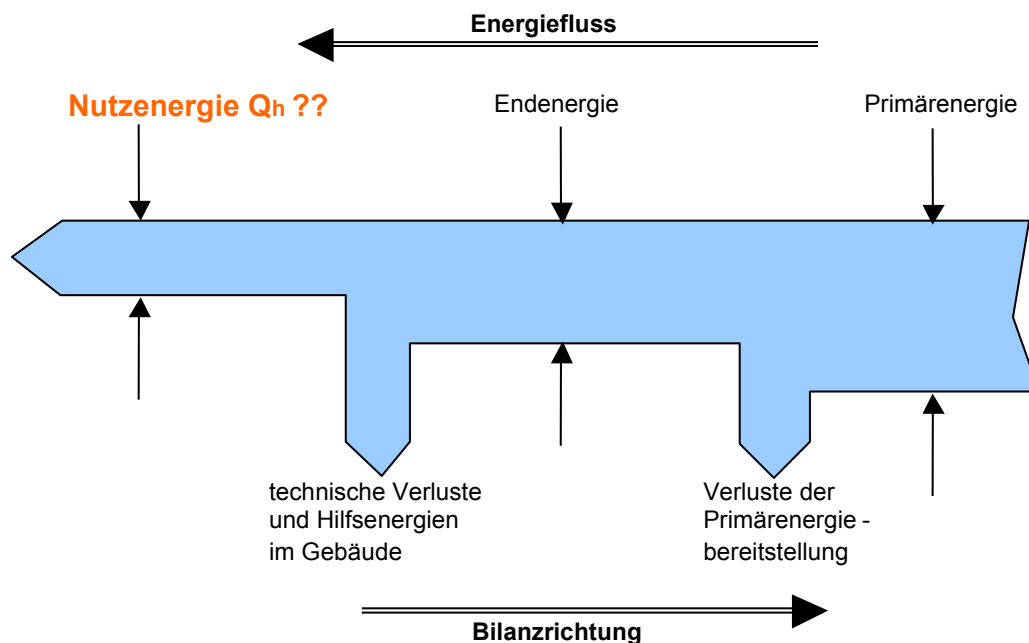 Energiefluss
Nutzenergie Qh ??
Endenergie
Primärenergie
technische Verluste
und Hilfsenergien
im Gebäude
Verluste der
Primärenergie -
bereitstellung
Bilanzrichtung